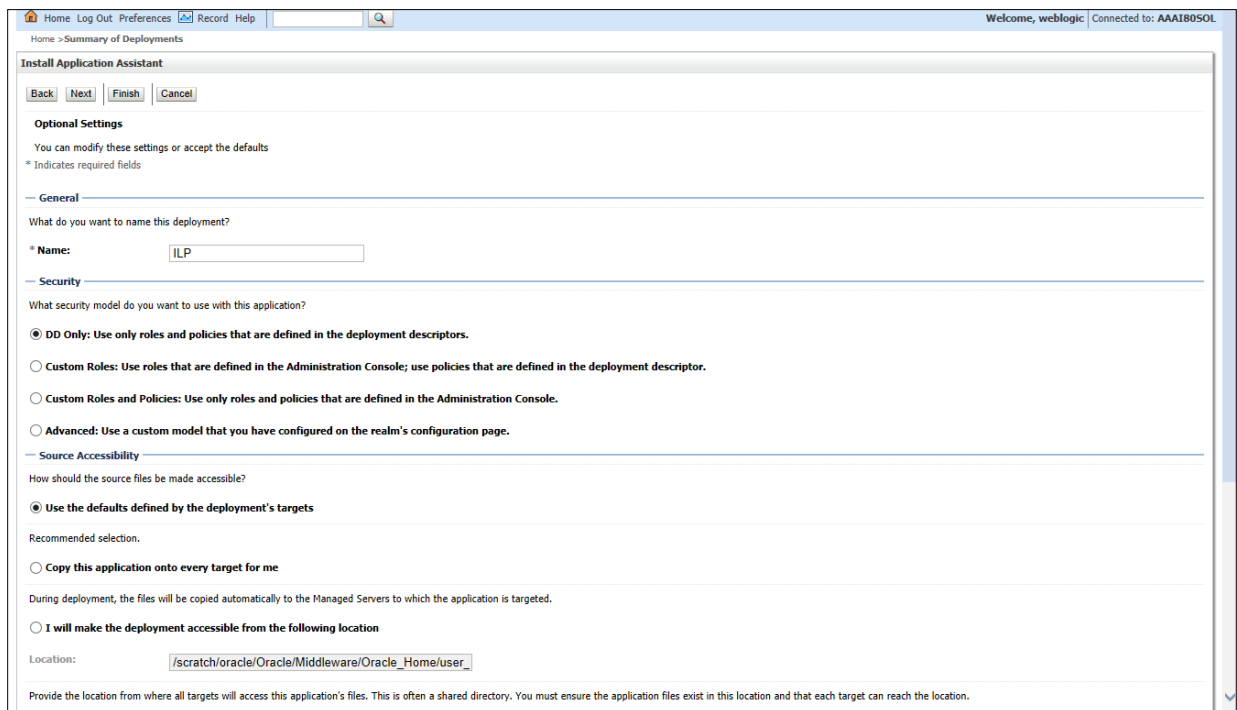 Home Log Out Preferences Record Help
Welcome, weblogic Connected to: AAAI805OL
Home >Summary of Deployments
Install Application Assistant
Back Next Finish Cancel
Optional Settings
You can modify these settings or accept the defaults
* Indicates required fields
General
What do you want to name this deployment?
* Name: ILP
Security
What security model do you want to use with this application?
DD Only: Use only roles and policies that are defined in the deployment descriptors.
Custom Roles: Use roles that are defined in the Administration Console; use policies that are defined in the deployment descriptor.
Custom Roles and Policies: Use only roles and policies that are defined in the Administration Console.
Advanced: Use a custom model that you have configured on the realm's configuration page.
Source Accessibility
How should the source files be made accessible?
Use the defaults defined by the deployment's targets
Recommended selection.
Copy this application onto every target for me
During deployment, the files will be copied automatically to the Managed Servers to which the application is targeted.
I will make the deployment accessible from the following location
Location: /scratch/oracle/Oracle/Middleware/Oracle_Home/user_
Provide the location from where all targets will access this application's files. This is often a shared directory. You must ensure the application files exist in this location and that each target can reach the location.